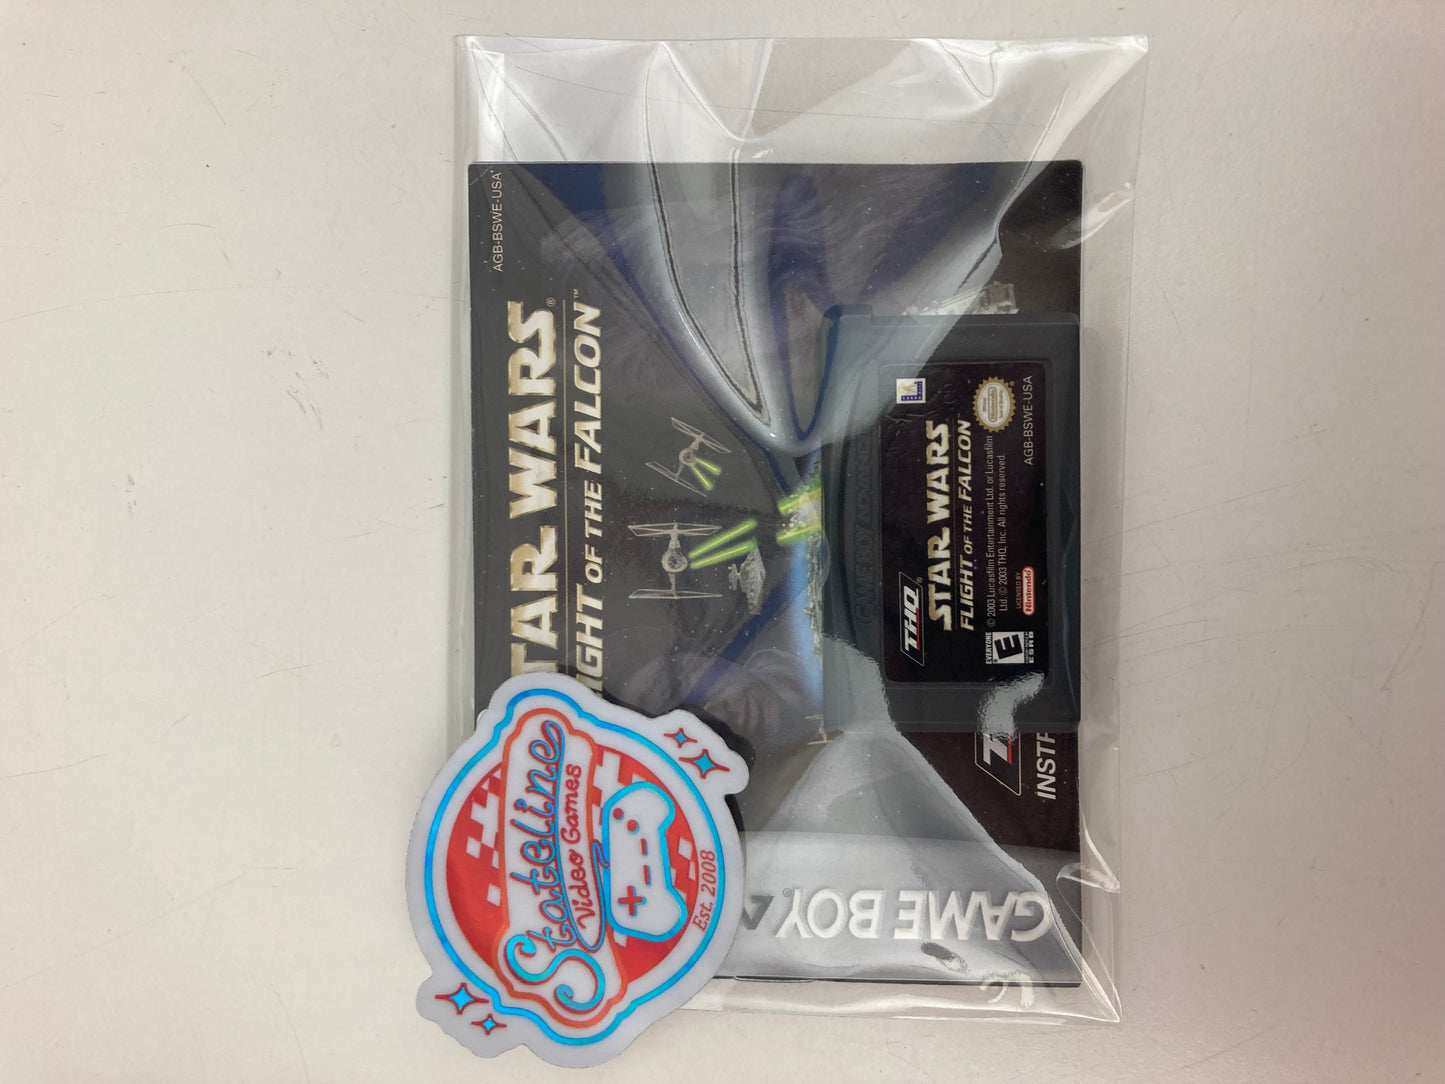 AGB-BSWE-USA
STAR WARS®
FLIGHT OF THE FALCON™
GAME BOY ADVANCE
THQ®
STAR WARS
FLIGHT OF THE FALCON
© 2003 Lucasfilm Entertainment Ltd. or Lucasfilm
Ltd. © 2003 THQ, Inc. All rights reserved.
EVERYONE
E
ESRB
LICENSED BY
Nintendo
AGB-BSWE-USA
GAME BOY®
Stateline
Video Games
Est. 2008